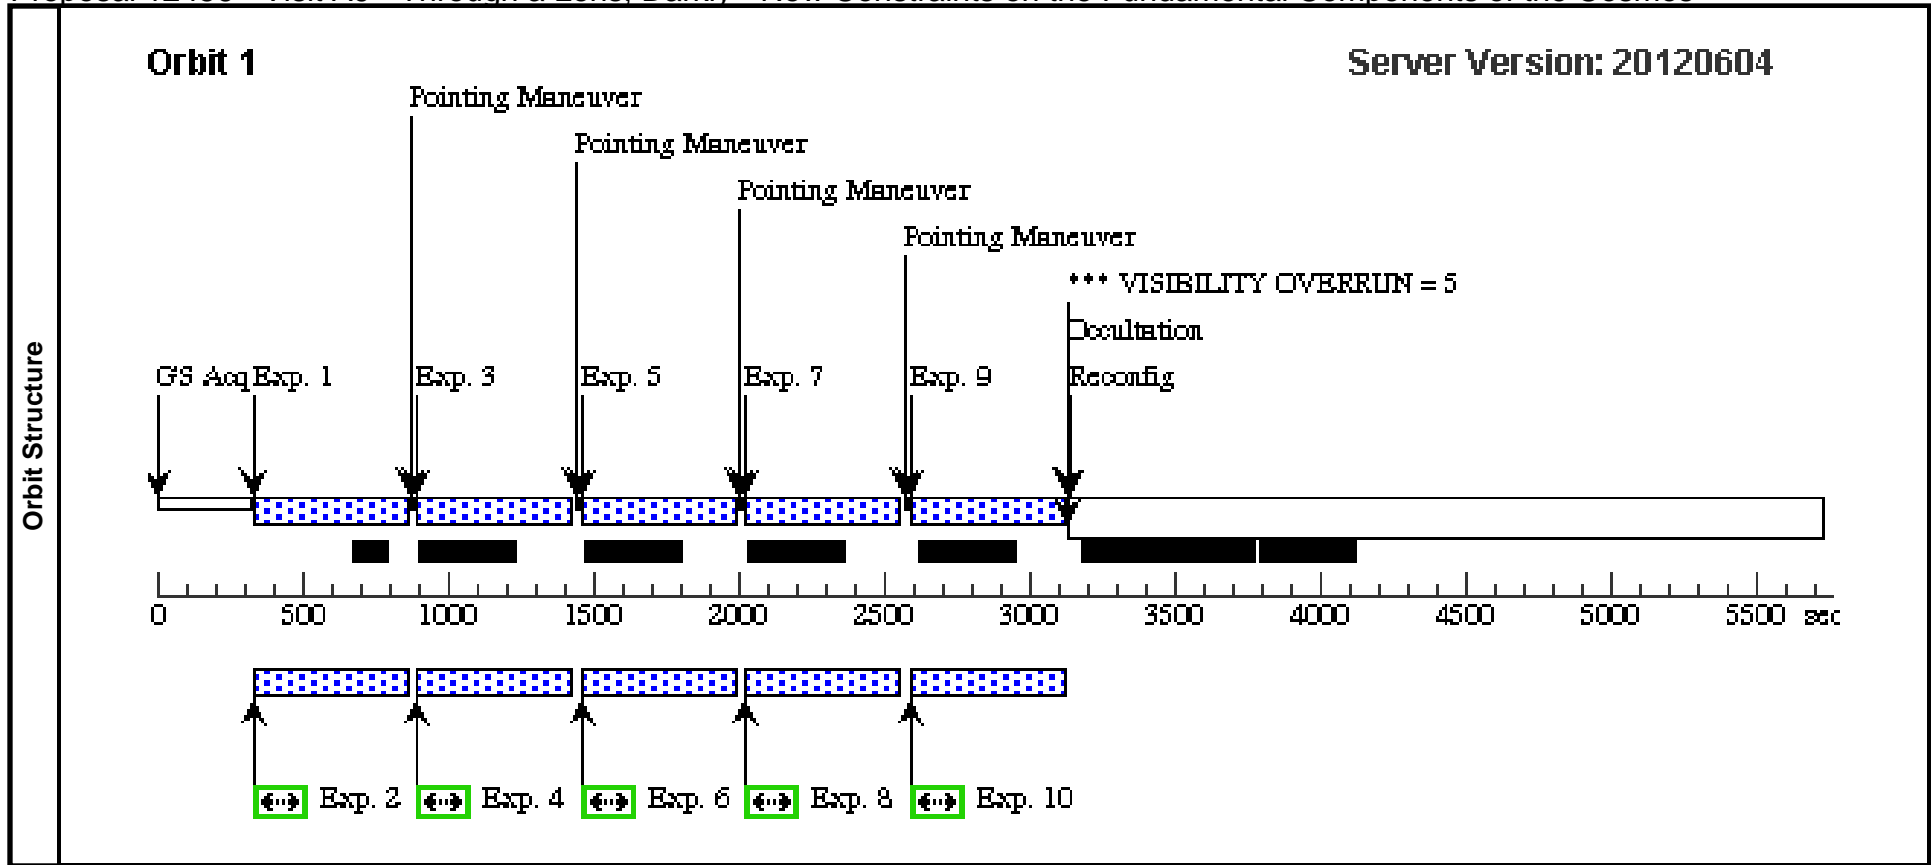 Orbit 1
Server Version: 20120604
Pointing Maneuver
Pointing Maneuver
Pointing Maneuver
Pointing Maneuver
*** VISIBILITY OVERRUN = 5
Occultation
GS Acq Exp. 1 Exp. 3 Exp. 5 Exp. 7 Exp. 9 Reconfig
Orbit Structure
0 500 1000 1500 2000 2500 3000 3500 4000 4500 5000 5500 sec
Exp. 2 Exp. 4 Exp. 6 Exp. 8 Exp. 10